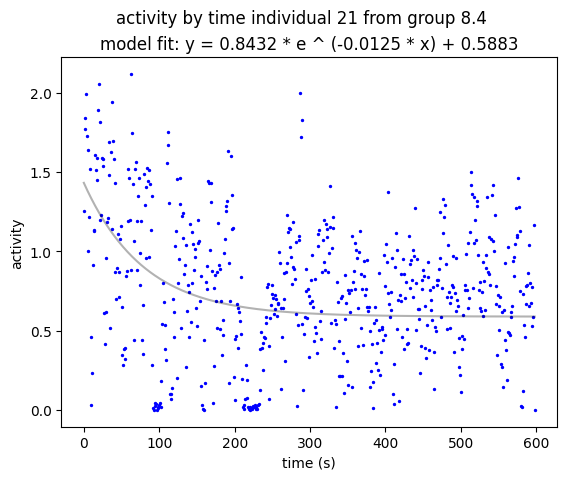 activity by time individual 21 from group 8.4
model fit: y = 0.8432 * e ^ (-0.0125 * x) + 0.5883
2.0
1.5
1.0
0.5
0.0
activity
0 100 200 300 400 500 600
time (s)